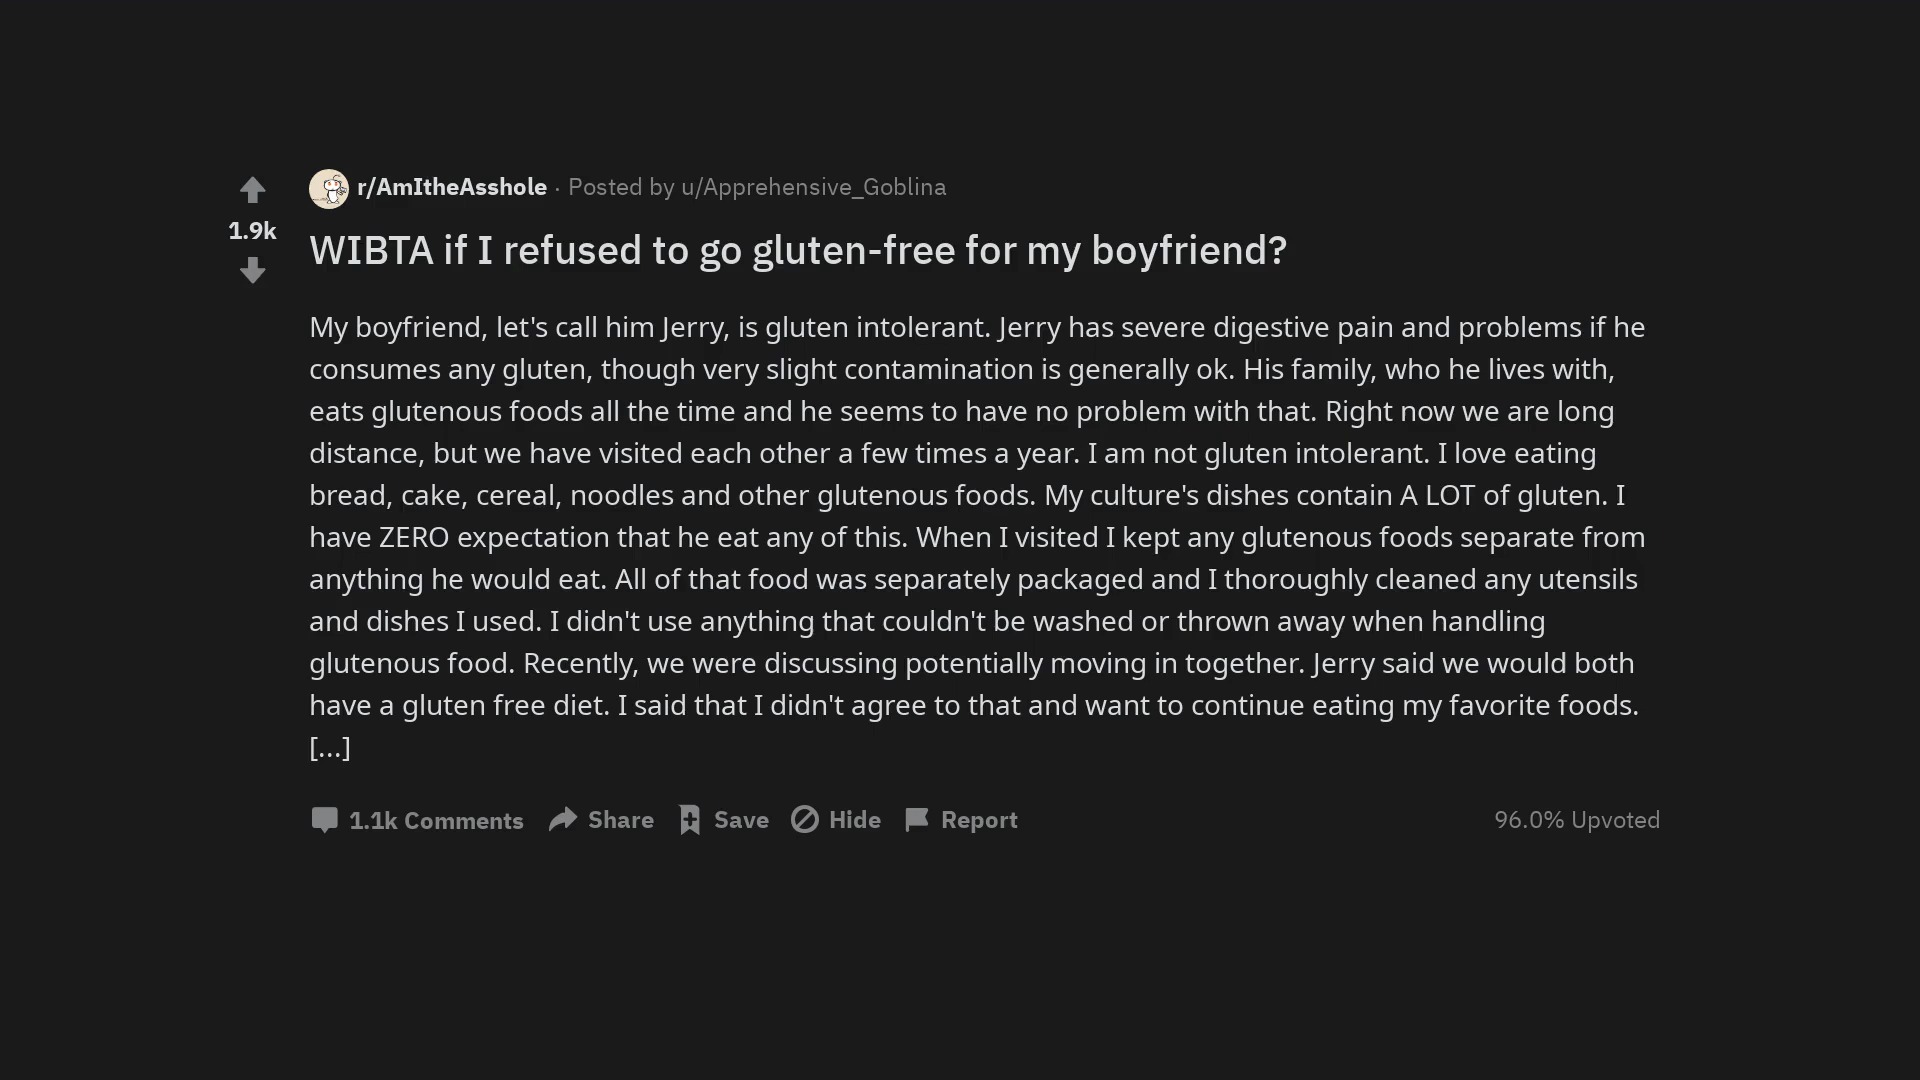 r/AmItheAsshole · Posted by u/Apprehensive_Goblina
1.9k
WIBTA if I refused to go gluten-free for my boyfriend?
My boyfriend, let's call him Jerry, is gluten intolerant. Jerry has severe digestive pain and problems if he
consumes any gluten, though very slight contamination is generally ok. His family, who he lives with,
eats glutenous foods all the time and he seems to have no problem with that. Right now we are long
distance, but we have visited each other a few times a year. I am not gluten intolerant. I love eating
bread, cake, cereal, noodles and other glutenous foods. My culture's dishes contain A LOT of gluten. I
have ZERO expectation that he eat any of this. When I visited I kept any glutenous foods separate from
anything he would eat. All of that food was separately packaged and I thoroughly cleaned any utensils
and dishes I used. I didn't use anything that couldn't be washed or thrown away when handling
glutenous food. Recently, we were discussing potentially moving in together. Jerry said we would both
have a gluten free diet. I said that I didn't agree to that and want to continue eating my favorite foods.
[...]
1.1k Comments Share Save Hide Report 96.0% Upvoted